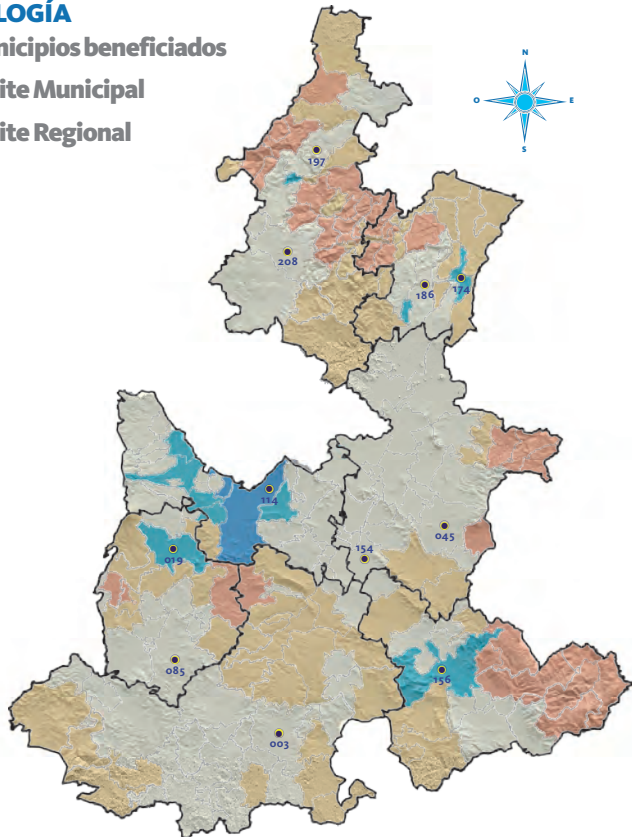 LOGÍA
nicipios beneficiados
ite Municipal
ite Regional
N
O
E
S
197
208
186
174
114
045
154
019
156
085
003